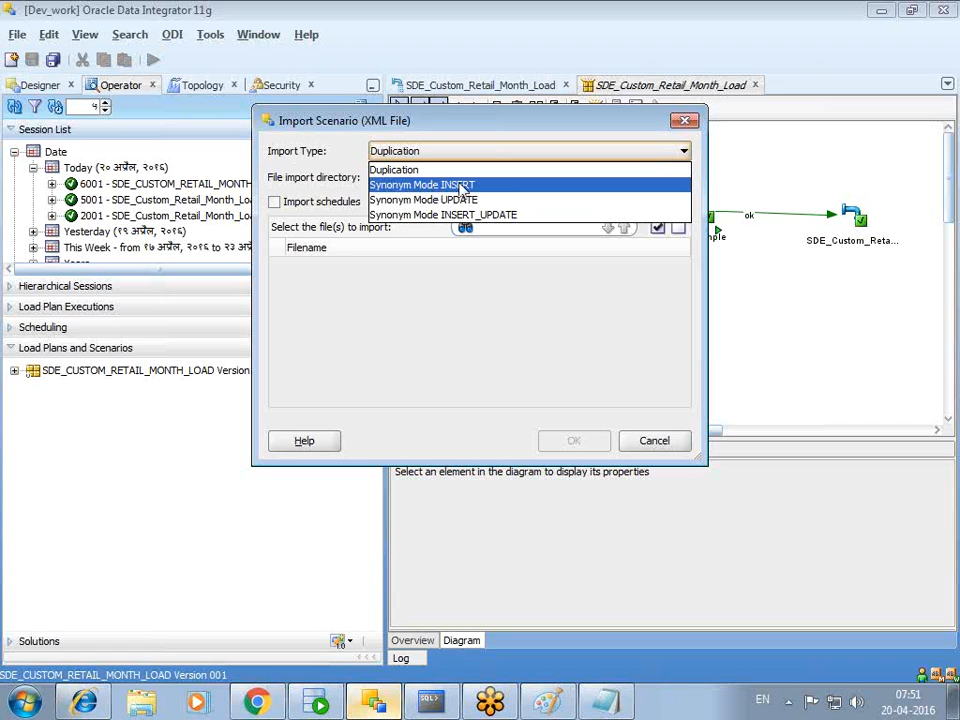 [Dev_work] Oracle Data Integrator 11g
File Edit View Search ODI Tools Window Help
Designer Operator Topology Security
SDE_Custom_Retail_Month_Load SDE_Custom_Retail_Month_Load
Session List
Date
Today (२० अप्रैल, २०१६)
6001 - SDE_CUSTOM_RETAIL_MONTH
5001 - SDE_CUSTOM_RETAIL_MONTH
2001 - SDE_CUSTOM_RETAIL_MONTH
Yesterday (१९ अप्रैल, २०१६)
This Week - from १७ अप्रैल, २०१६ to २३ अ
Hierarchical Sessions
Load Plan Executions
Scheduling
Load Plans and Scenarios
SDE_CUSTOM_RETAIL_MONTH_LOAD Version
Solutions
Import Scenario (XML File)
Import Type: Duplication
Duplication
Synonym Mode INSERT
Synonym Mode UPDATE
Synonym Mode INSERT_UPDATE
File import directory:
Import schedules
Select the file(s) to import:
Filename
Help OK Cancel
ok
mple
SDE_Custom_Reta...
Select an element in the diagram to display its properties
Overview Diagram
Log
SDE_CUSTOM_RETAIL_MONTH_LOAD Version 001
EN
07:51
20-04-2016